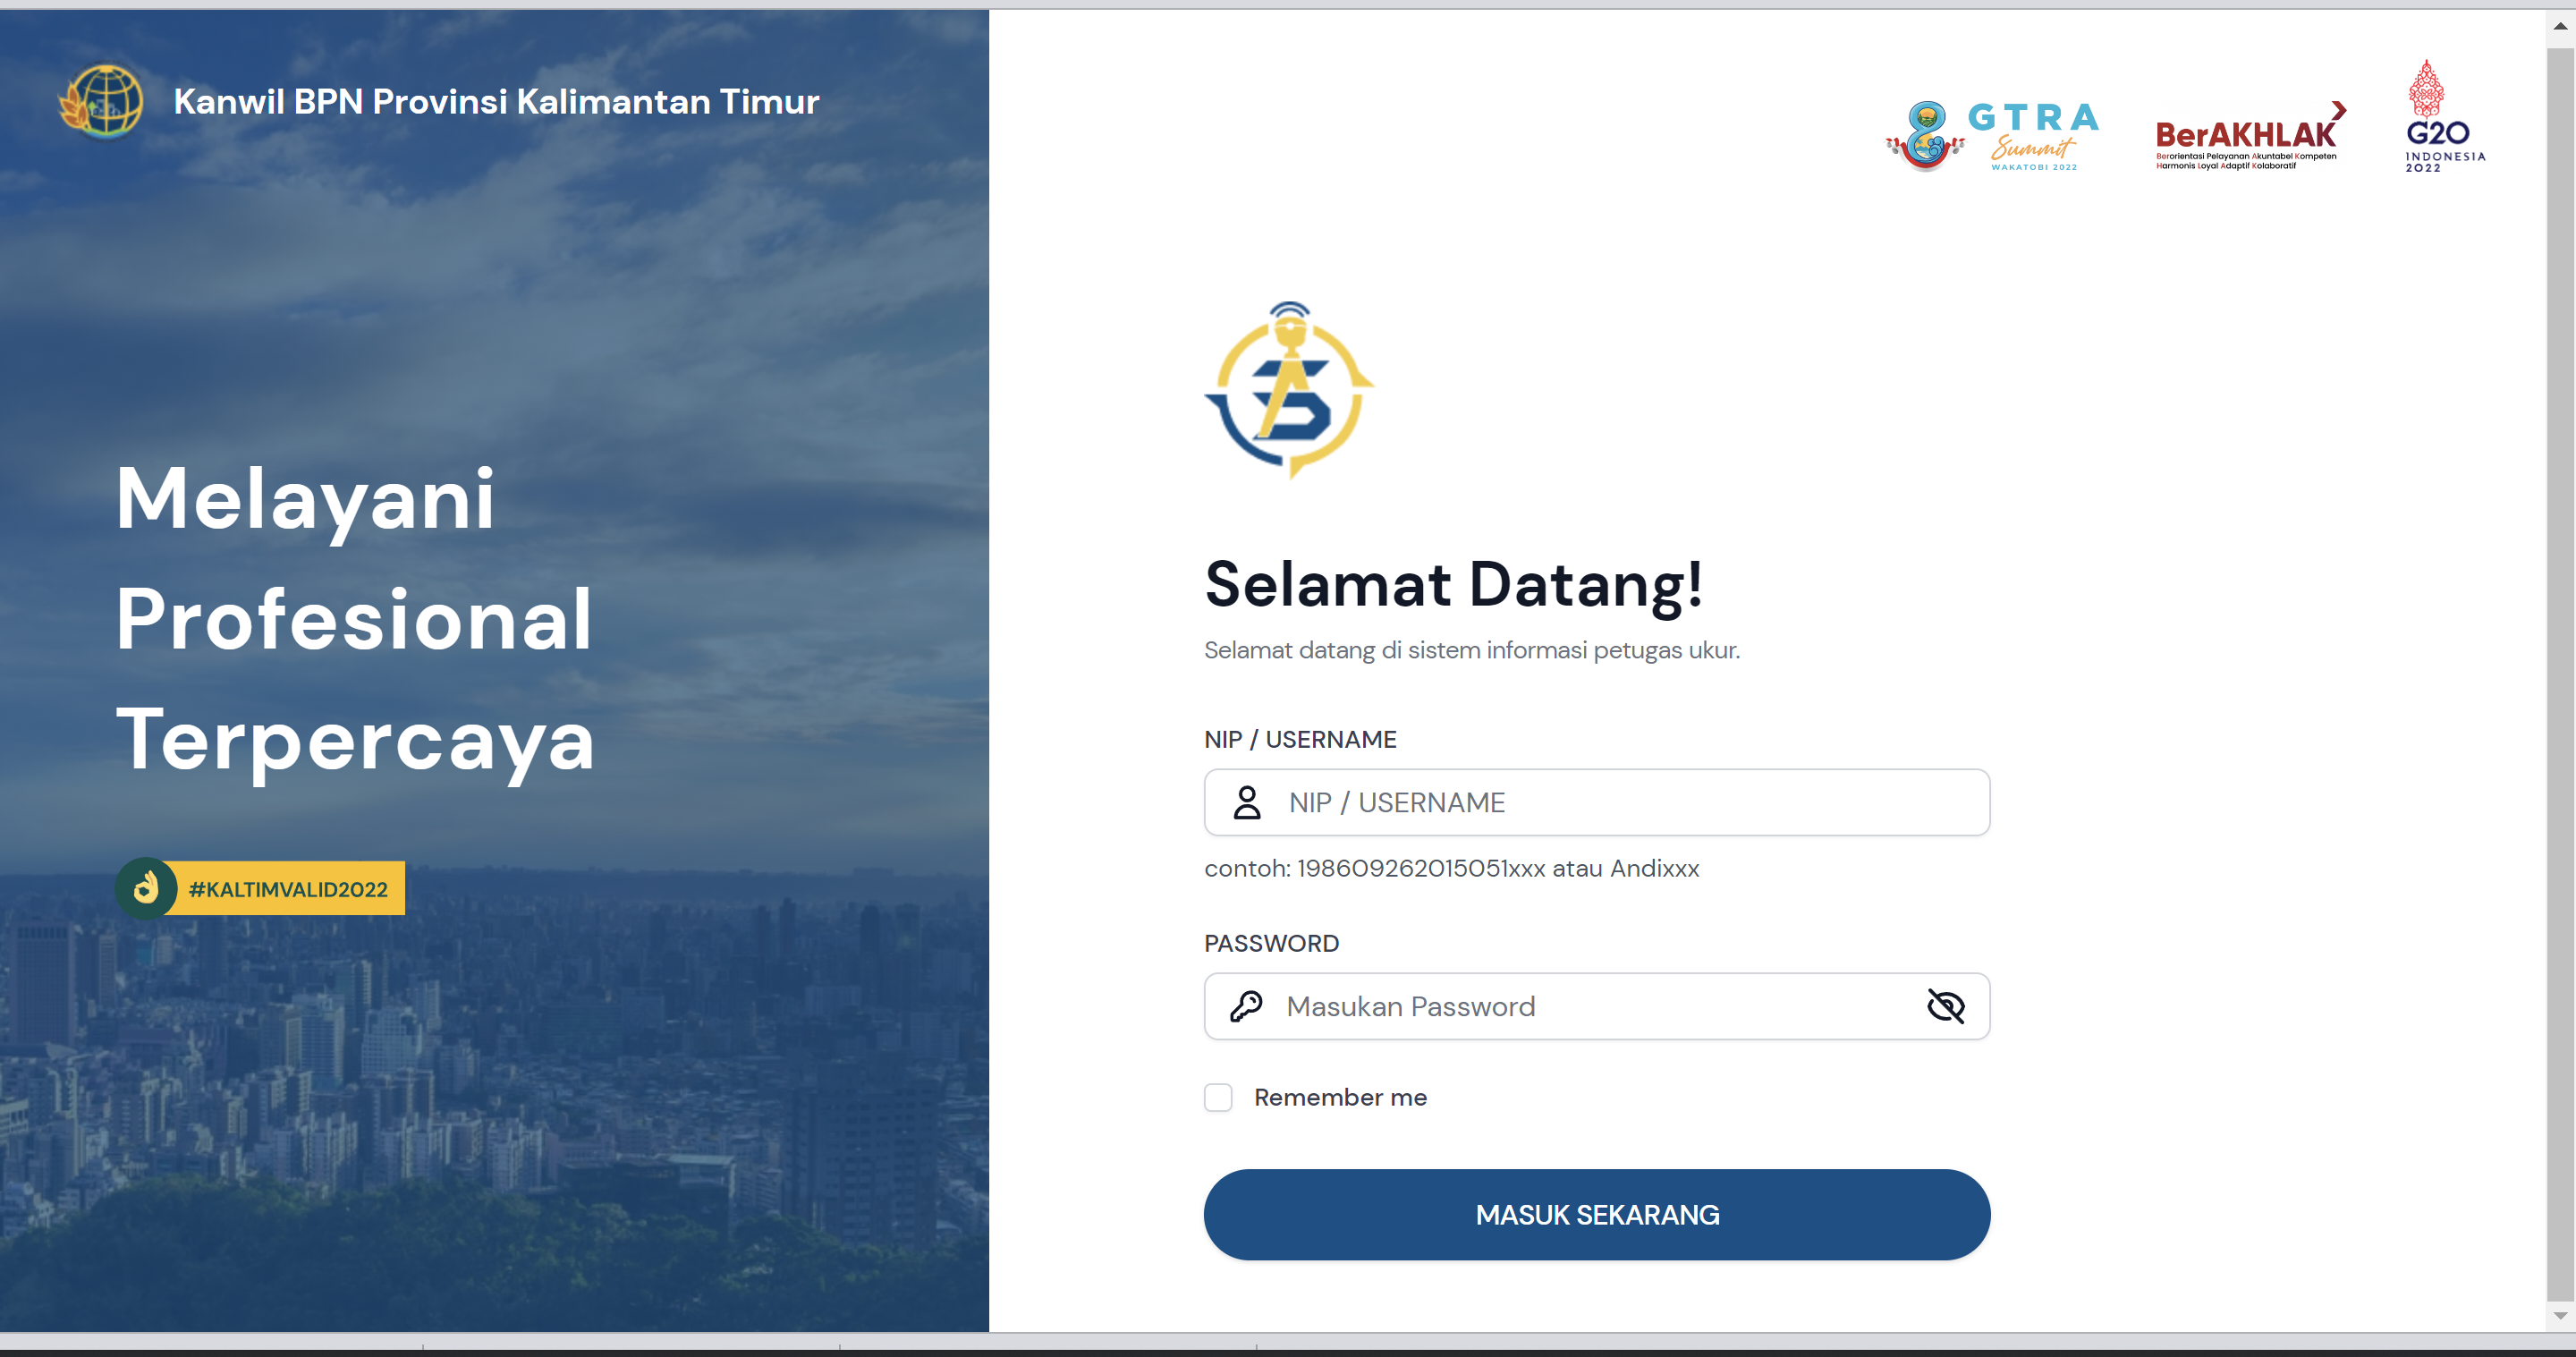 Kanwil BPN Provinsi Kalimantan Timur
Melayani
Profesional
Terpercaya
#KALTIMVALID2022
GTRA
Summit
WAKATOBI 2022
BerAKHLAK
Berorientasi Pelayanan Akuntabel Kompeten
Harmonis Loyal Adaptif Kolaboratif
G20
INDONESIA
2022
Selamat Datang!
Selamat datang di sistem informasi petugas ukur.
NIP / USERNAME
NIP / USERNAME
contoh: 198609262015051xxx atau Andixxx
PASSWORD
Masukan Password
Remember me
MASUK SEKARANG